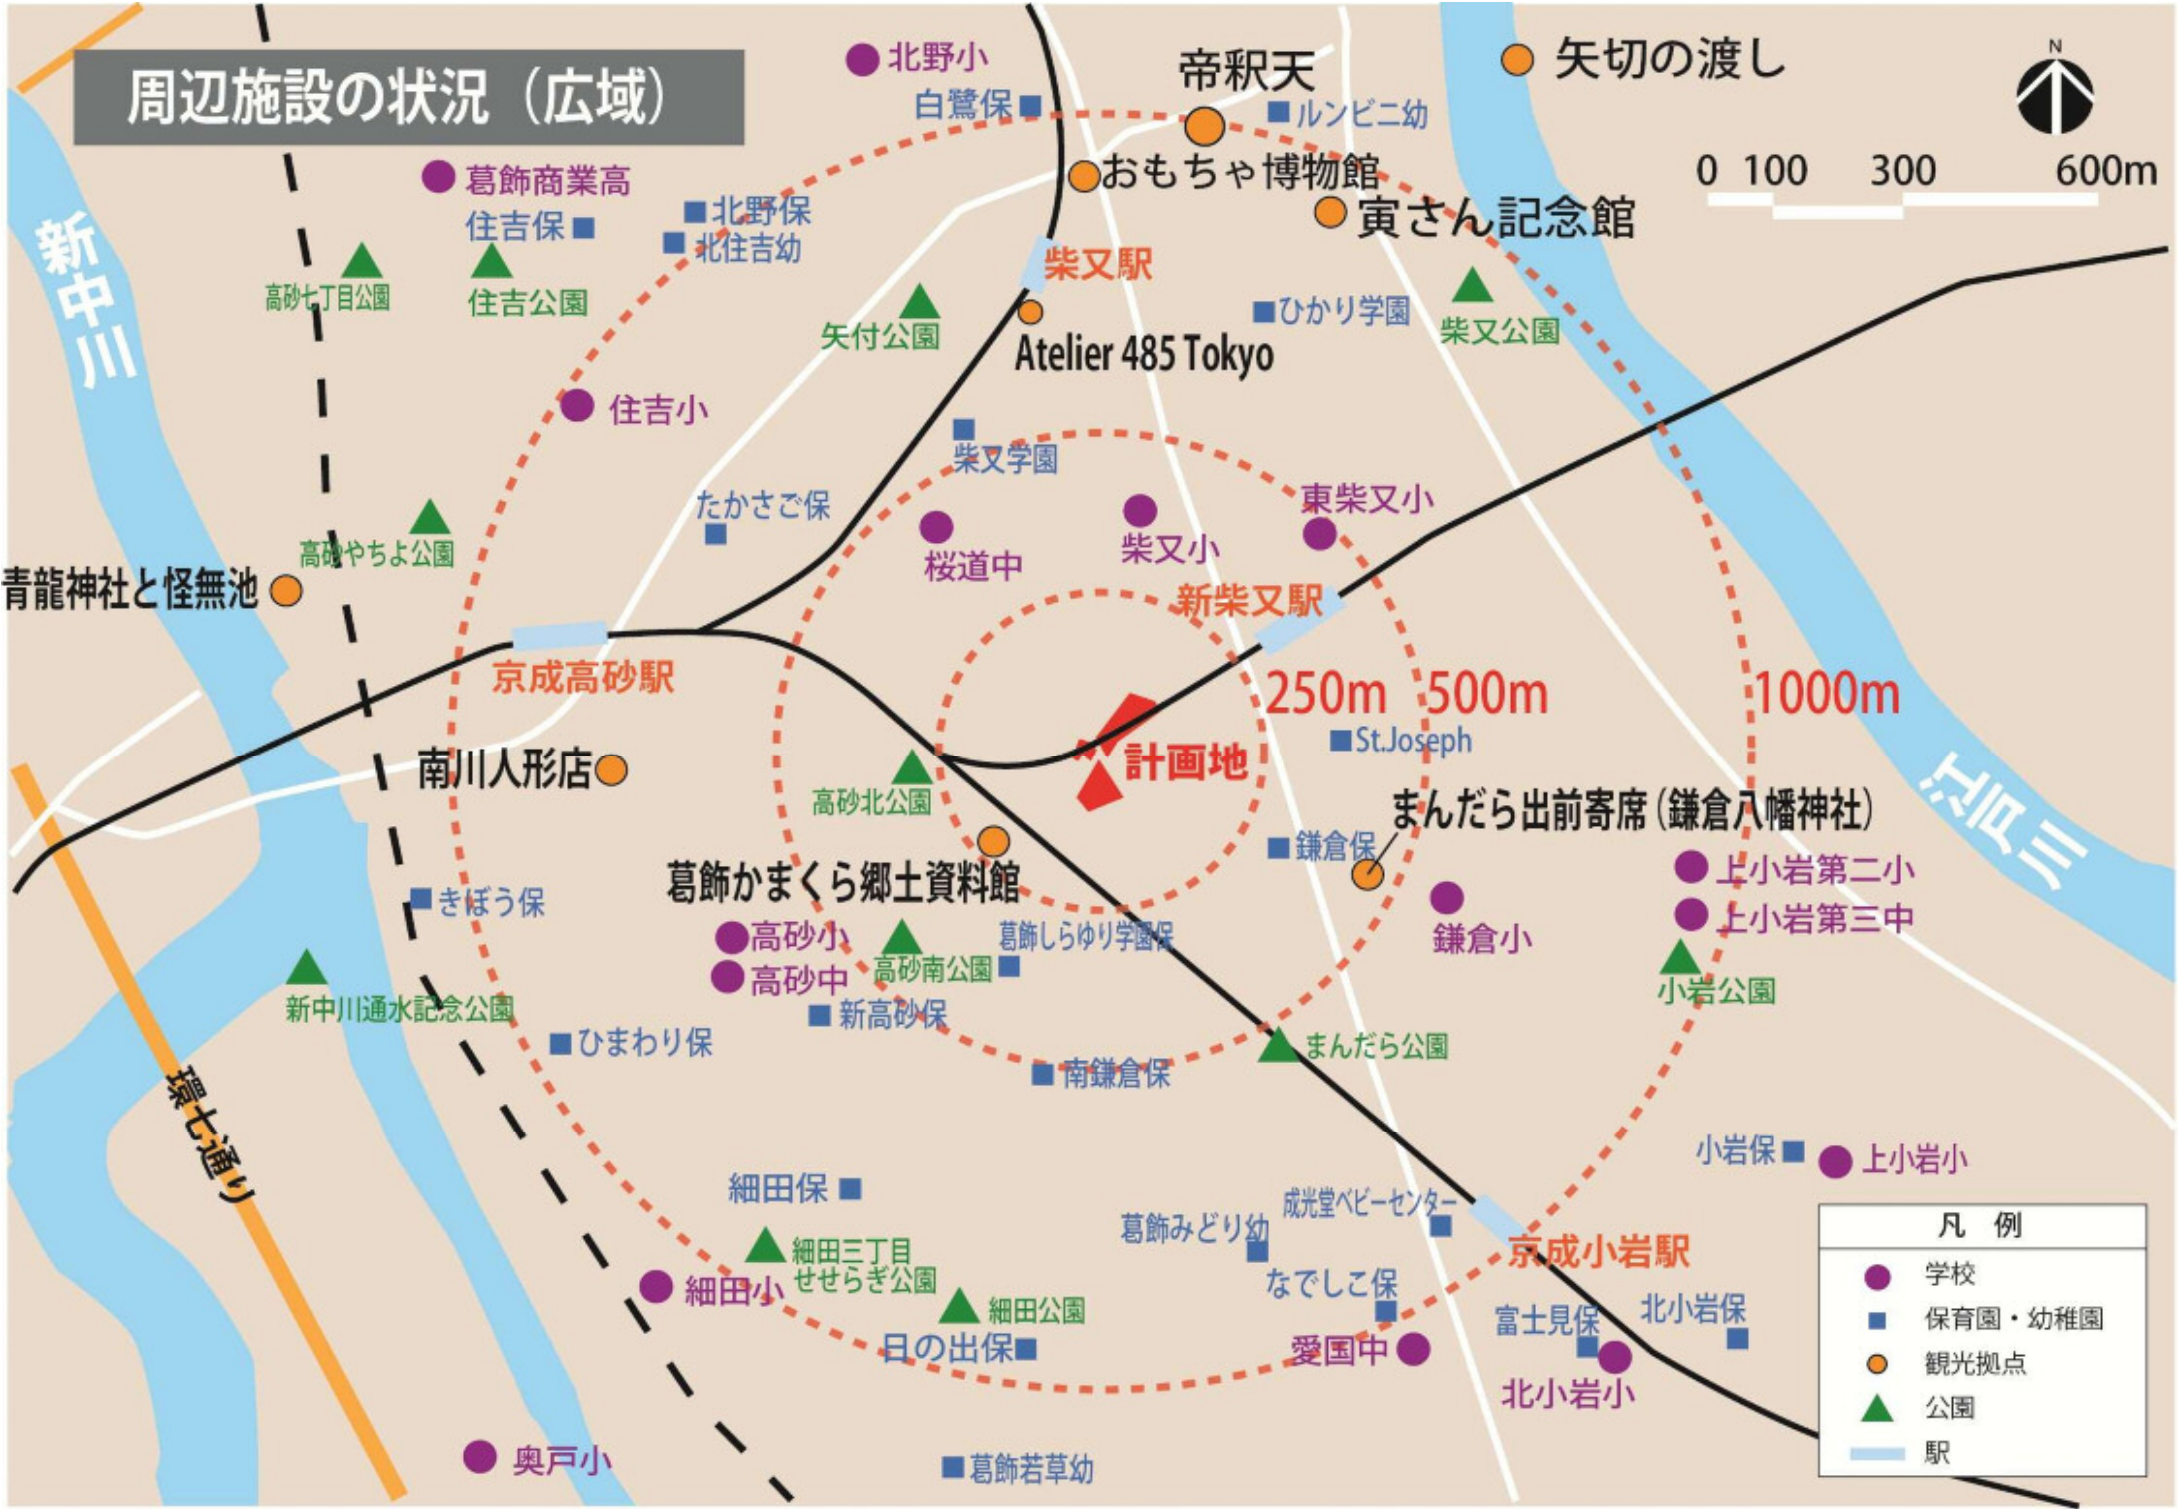 周辺施設の状況（広域）
北野小
白鷺保
帝釈天
ルンビニ幼
矢切の渡し
N
0 100 300 600m
葛飾商業高
住吉保
北野保
北住吉幼
おもちゃ博物館
寅さん記念館
新中川
高砂七丁目公園
住吉公園
矢付公園
柴又駅
Atelier 485 Tokyo
ひかり学園
柴又公園
住吉小
柴又学園
たかさご保
桜道中
柴又小
東柴又小
高砂やちよ公園
青龍神社と怪無池
新柴又駅
京成高砂駅
250m
500m
1000m
南川人形店
高砂北公園
計画地
St.Joseph
江戸川
まんだら出前寄席（鎌倉八幡神社）
鎌倉保
葛飾かまくら郷土資料館
きぼう保
高砂小
高砂中
高砂南公園
葛飾しらゆり学園保
鎌倉小
上小岩第二小
上小岩第三中
小岩公園
新中川通水記念公園
新高砂保
ひまわり保
まんだら公園
南鎌倉保
環七通り
細田保
小岩保
上小岩小
成光堂ベビーセンター
葛飾みどり幼
細田三丁目
せせらぎ公園
細田小
細田公園
なでしこ保
京成小岩駅
日の出保
愛国中
富士見保
北小岩保
北小岩小
奥戸小
葛飾若草幼
凡 例
学校
保育園・幼稚園
観光拠点
公園
駅